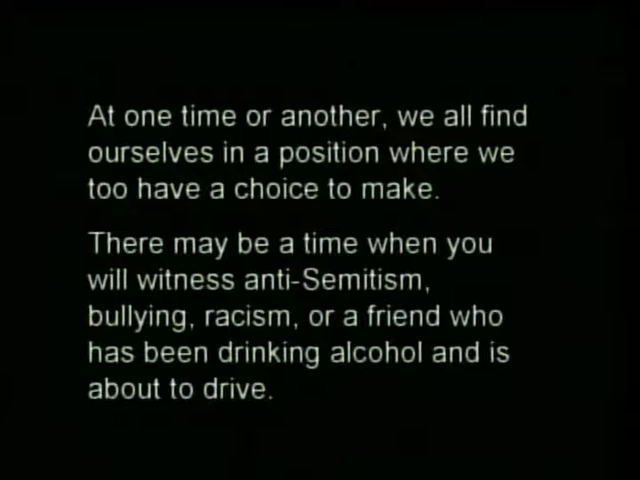 At one time or another, we all find
ourselves in a position where we
too have a choice to make.
There may be a time when you
will witness anti-Semitism,
bullying, racism, or a friend who
has been drinking alcohol and is
about to drive.